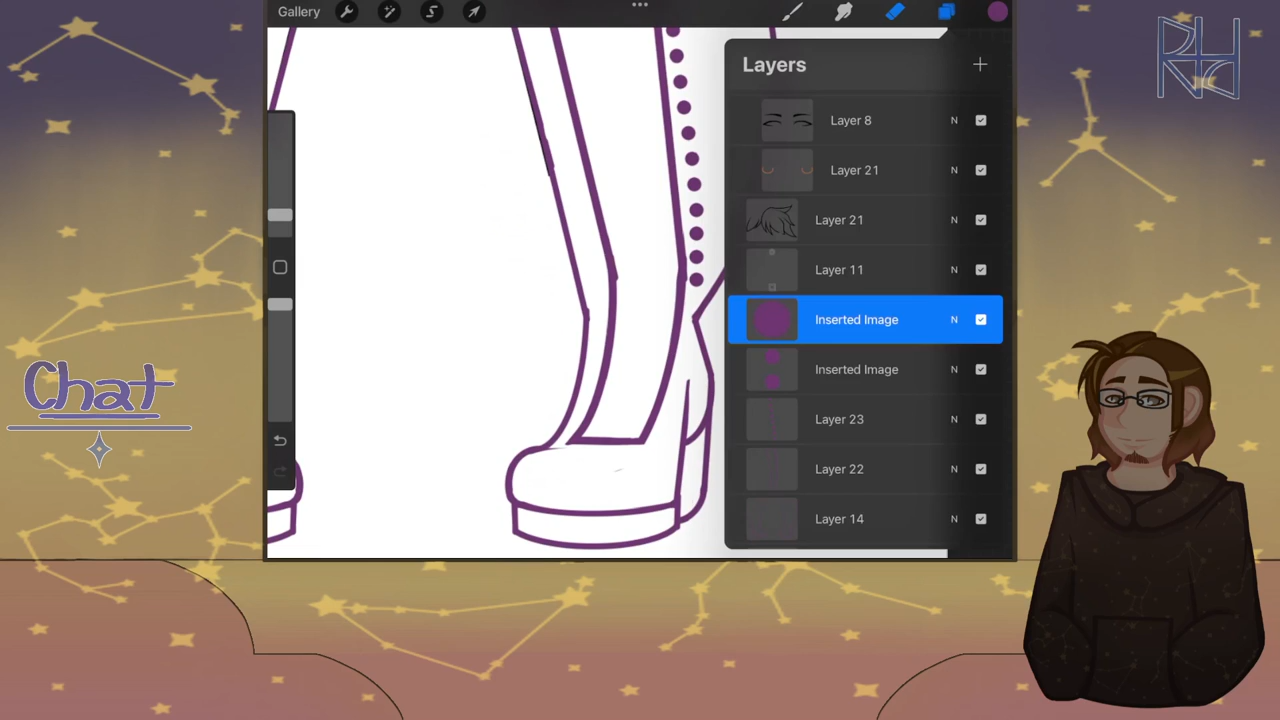 Gallery
Layers
Layer 8 N
Layer 21 N
Layer 21 N
Layer 11 N
Inserted Image N
Inserted Image N
Layer 23 N
Layer 22 N
Layer 14 N
Chat